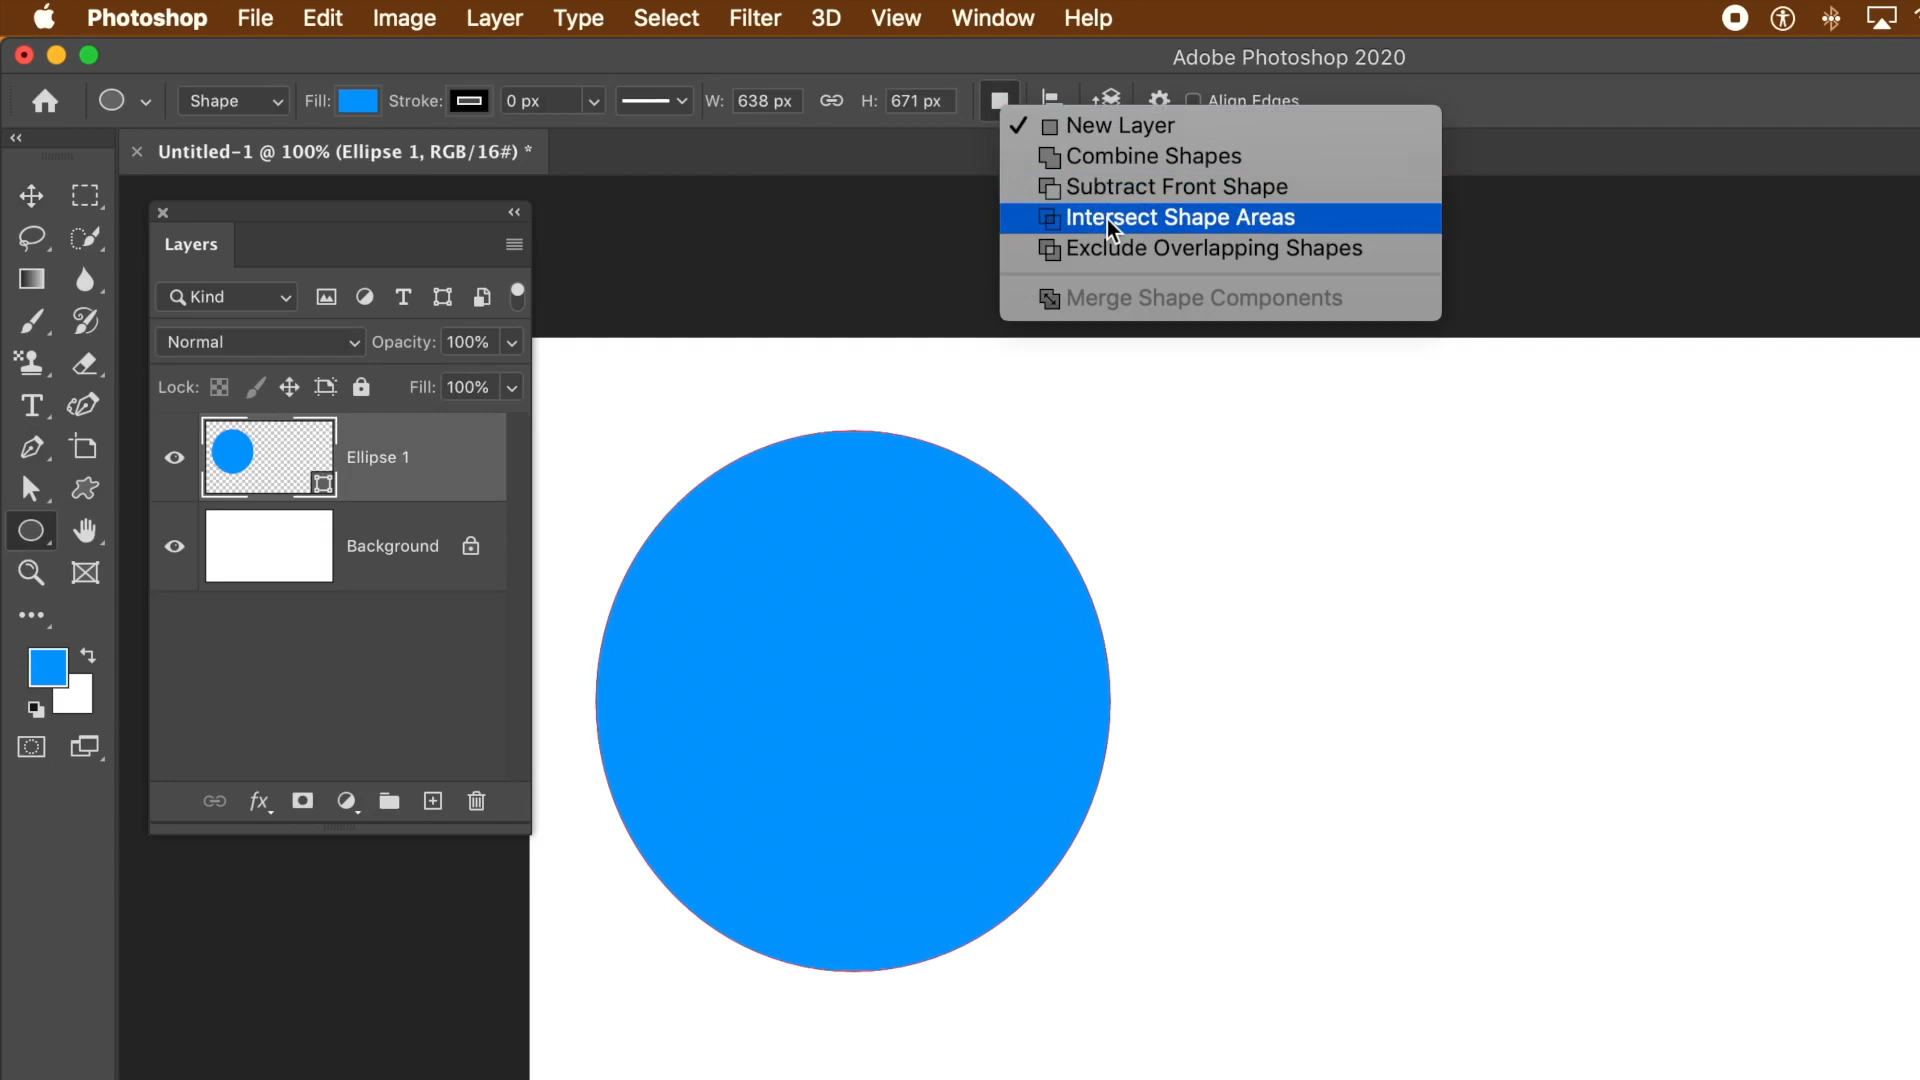 Photoshop File Edit Image Layer Type Select Filter 3D View Window Help
Adobe Photoshop 2020
Shape Fill: Stroke: 0 px W: 638 px H: 671 px Align Edges
Untitled-1 @ 100% (Ellipse 1, RGB/16#) *
New Layer
Combine Shapes
Subtract Front Shape
Intersect Shape Areas
Exclude Overlapping Shapes
Merge Shape Components
Layers
Kind
Normal Opacity: 100%
Lock: Fill: 100%
Ellipse 1
Background
fx